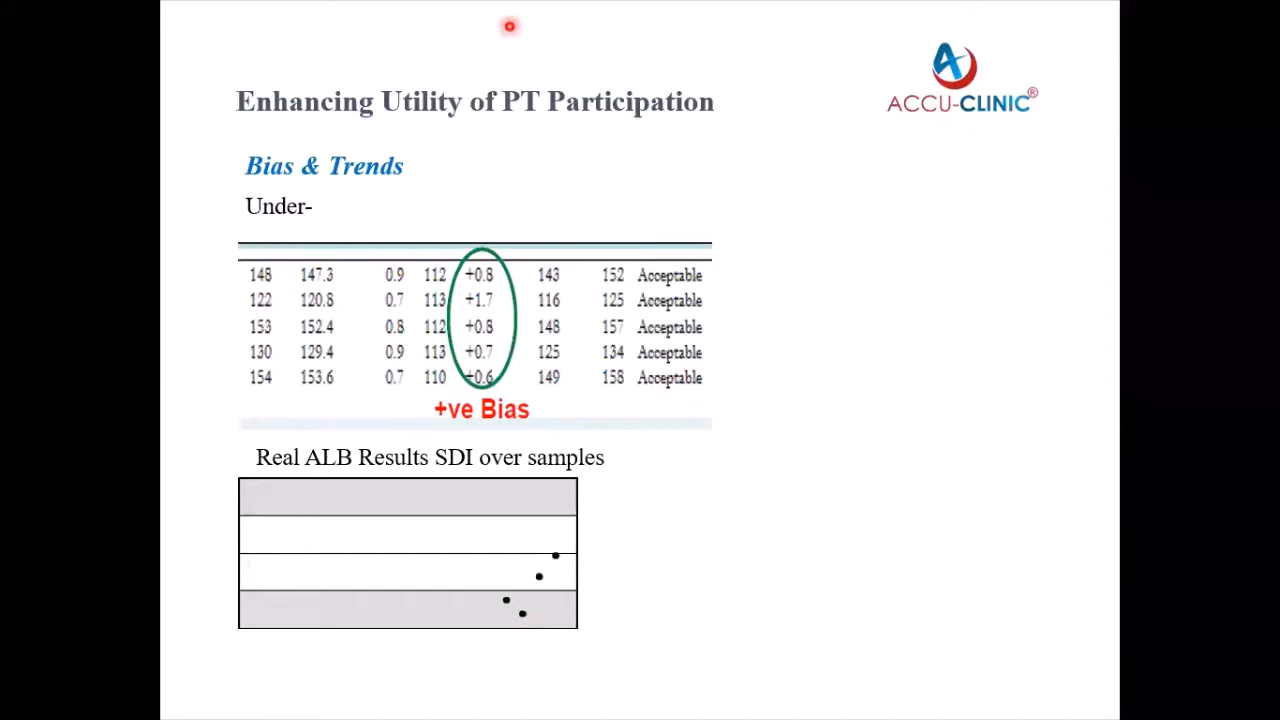 ACCU-CLINIC®
Enhancing Utility of PT Participation
Bias & Trends
Under-
148 147.3 0.9 112 +0.8 143 152 Acceptable
122 120.8 0.7 113 +1.7 116 125 Acceptable
153 152.4 0.8 112 +0.8 148 157 Acceptable
130 129.4 0.9 113 +0.7 125 134 Acceptable
154 153.6 0.7 110 +0.6 149 158 Acceptable
+ve Bias
Real ALB Results SDI over samples